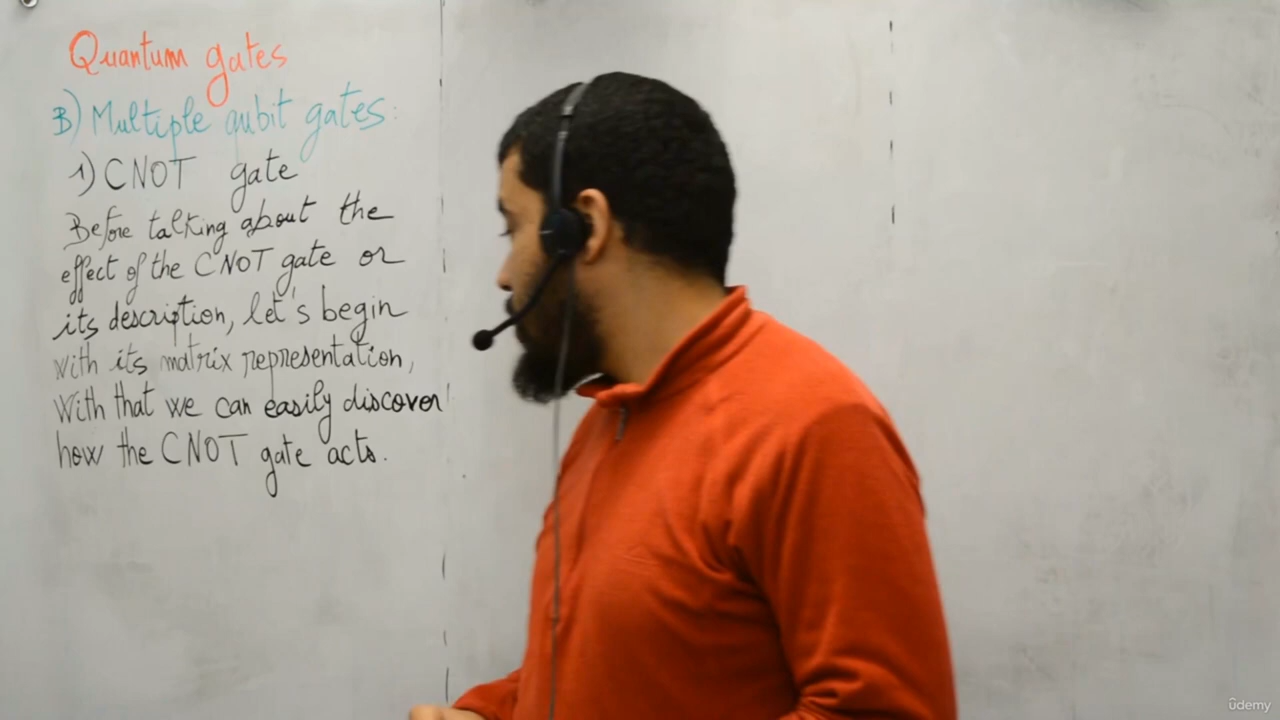 Quantum gates
B) Multiple qubit gates:
1) CNOT gate
Before talking about the
effect of the CNOT gate or
its description, let's begin
With its matrix representation,
With that we can easily discover
how the CNOT gate acts.
ûdemy